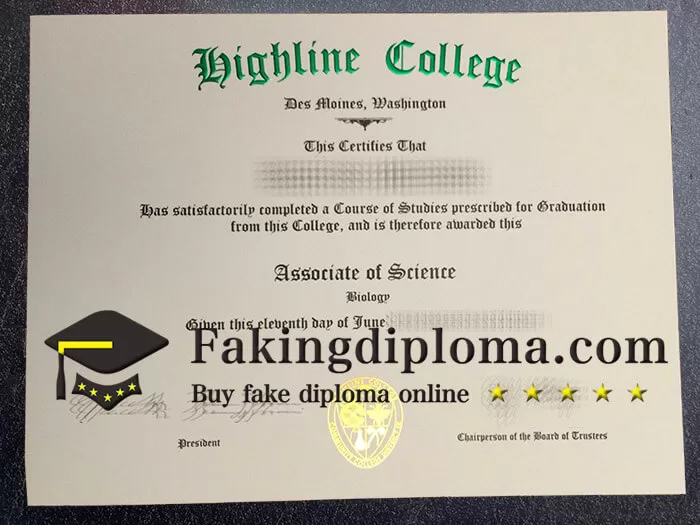 Highline College
Des Moines, Washington
This Certifies That
Has satisfactorily completed a Course of Studies prescribed for Graduation
from this College, and is therefore awarded this
Associate of Science
Biology
Given this eleventh day of June
Fakingdiploma.com
Buy fake diploma online
President
Chairperson of the Board of Trustees